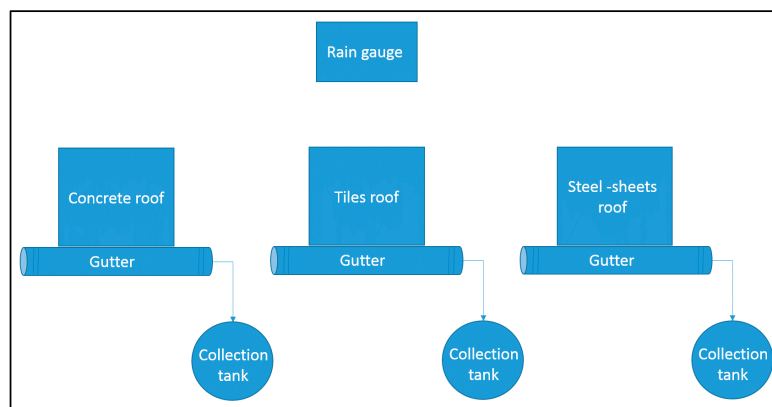 Rain gauge
Concrete roof
Tiles roof
Steel -sheets
roof
Gutter
Gutter
Gutter
Collection
tank
Collection
tank
Collection
tank